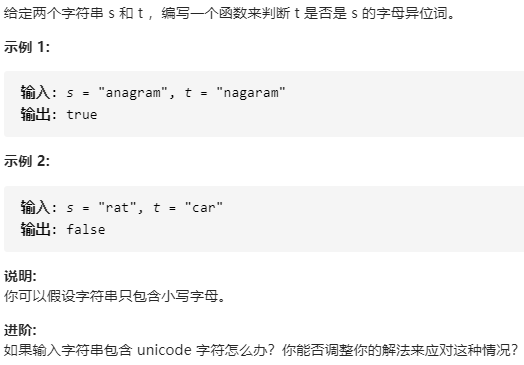 给定两个字符串 s 和 t ，编写一个函数来判断 t 是否是 s 的字母异位词。
示例 1:
输入: s = "anagram", t = "nagaram"
输出: true
示例 2:
输入: s = "rat", t = "car"
输出: false
说明:
你可以假设字符串只包含小写字母。
进阶:
如果输入字符串包含 unicode 字符怎么办？你能否调整你的解法来应对这种情况？